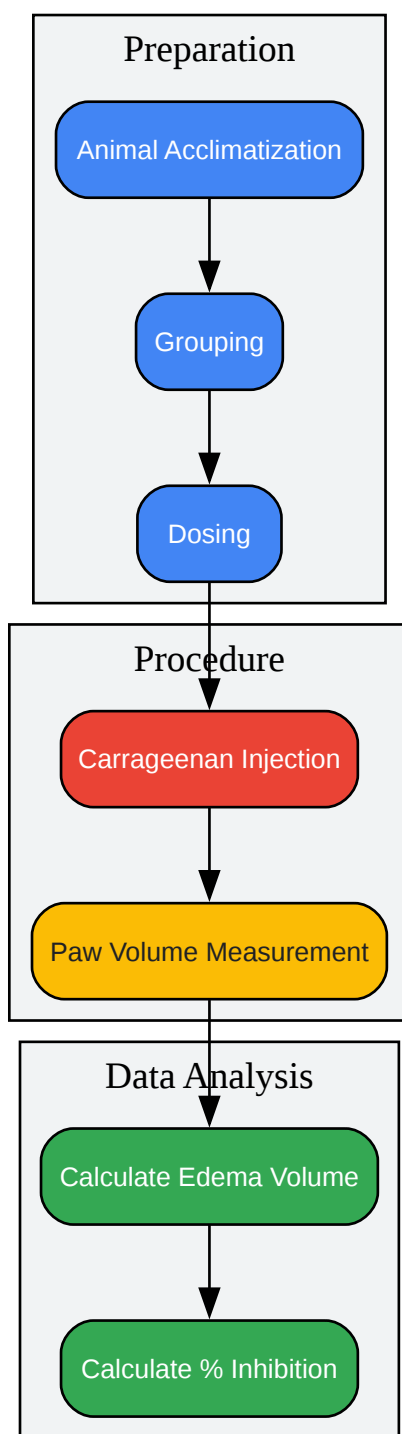 Preparation
Animal Acclimatization
Grouping
Dosing
Procedure
Carrageenan Injection
Paw Volume Measurement
Data Analysis
Calculate Edema Volume
Calculate % Inhibition